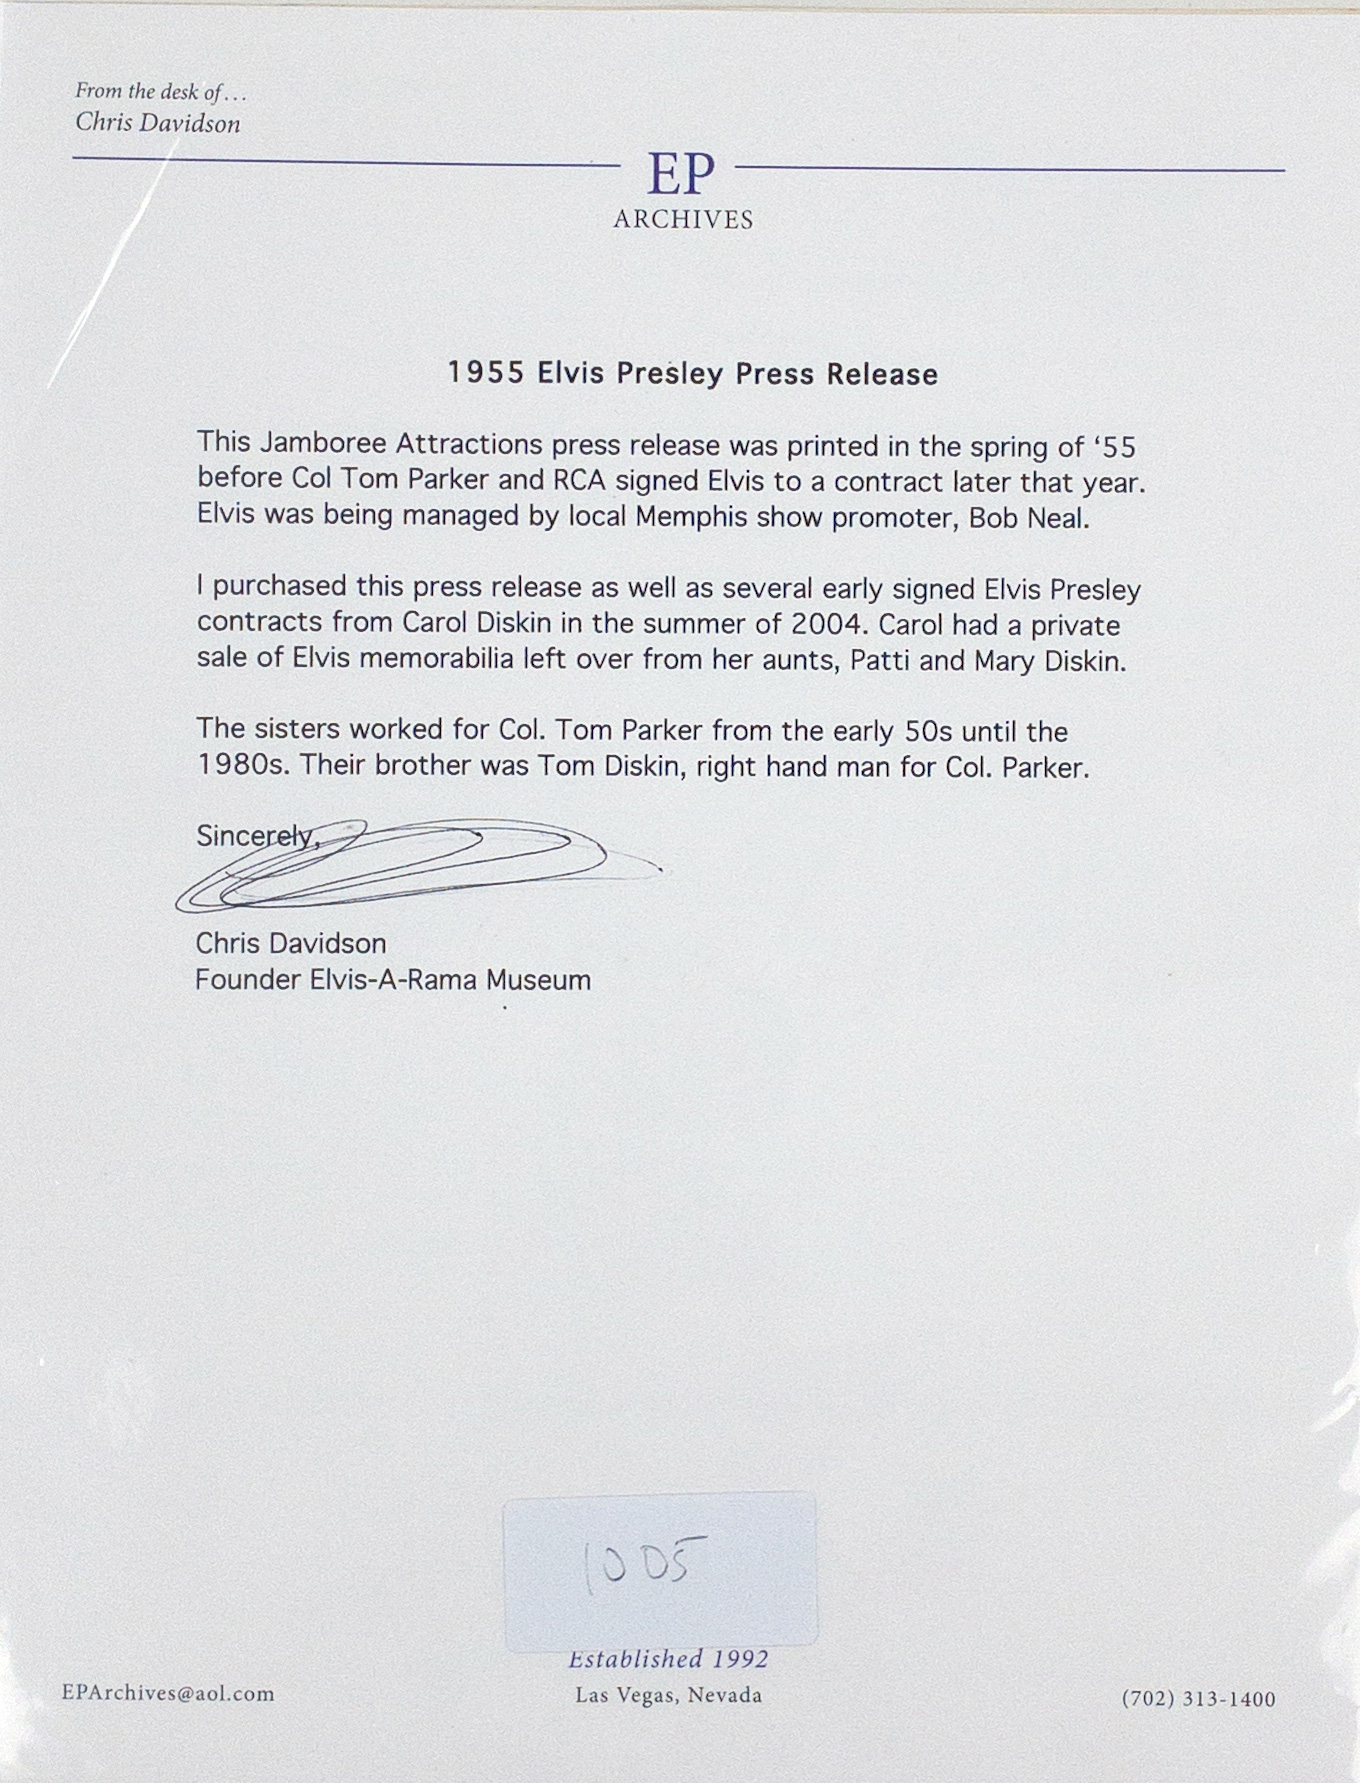 From the desk of...
Chris Davidson
EP
ARCHIVES
1955 Elvis Presley Press Release
This Jamboree Attractions press release was printed in the spring of ‘55
before Col Tom Parker and RCA signed Elvis to a contract later that year.
Elvis was being managed by local Memphis show promoter, Bob Neal.
I purchased this press release as well as several early signed Elvis Presley
contracts from Carol Diskin in the summer of 2004. Carol had a private
sale of Elvis memorabilia left over from her aunts, Patti and Mary Diskin.
The sisters worked for Col. Tom Parker from the early 50s until the
1980s. Their brother was Tom Diskin, right hand man for Col. Parker.
Sincerely,
Chris Davidson
Founder Elvis-A-Rama Museum
1005
Established 1992
EPArchives@aol.com
Las Vegas, Nevada
(702) 313-1400